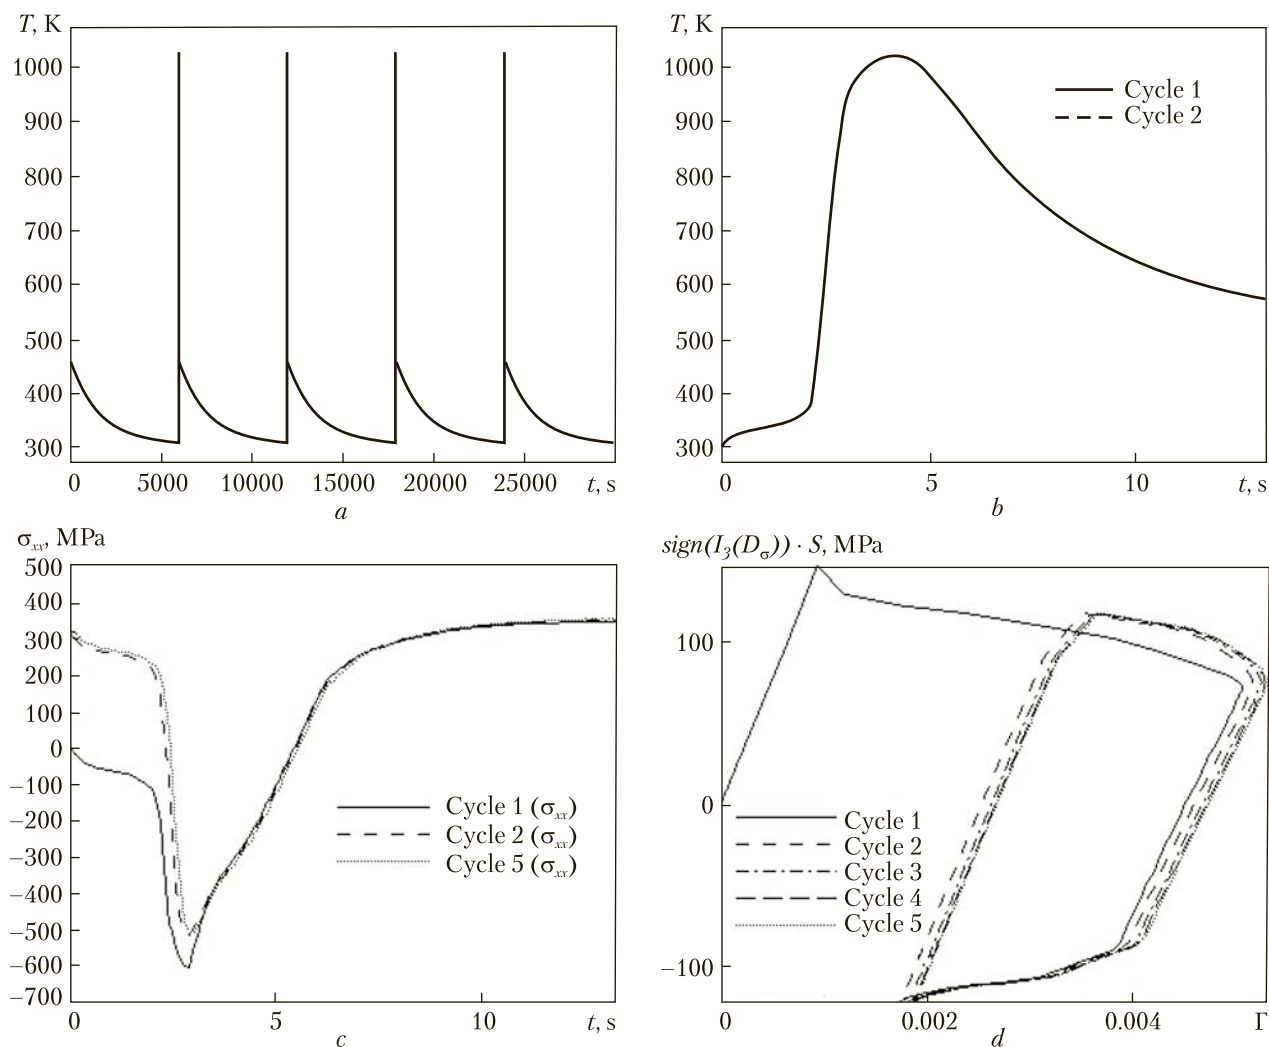 T, K
1000
900
800
700
600
500
400
300
0
5000
10000
15000
20000
25000
t, s
a
T, K
1000
900
800
700
600
500
400
300
0
5
10
t, s
Cycle 1
Cycle 2
b
σxx, MPa
500
400
300
200
100
0
−100
−200
−300
−400
−500
−600
−700
0
5
10
t, s
Cycle 1 (σxx)
Cycle 2 (σxx)
Cycle 5 (σxx)
c
sign(I3(Dσ)) · S, MPa
100
0
−100
0
0.002
0.004
Γ
Cycle 1
Cycle 2
Cycle 3
Cycle 4
Cycle 5
d